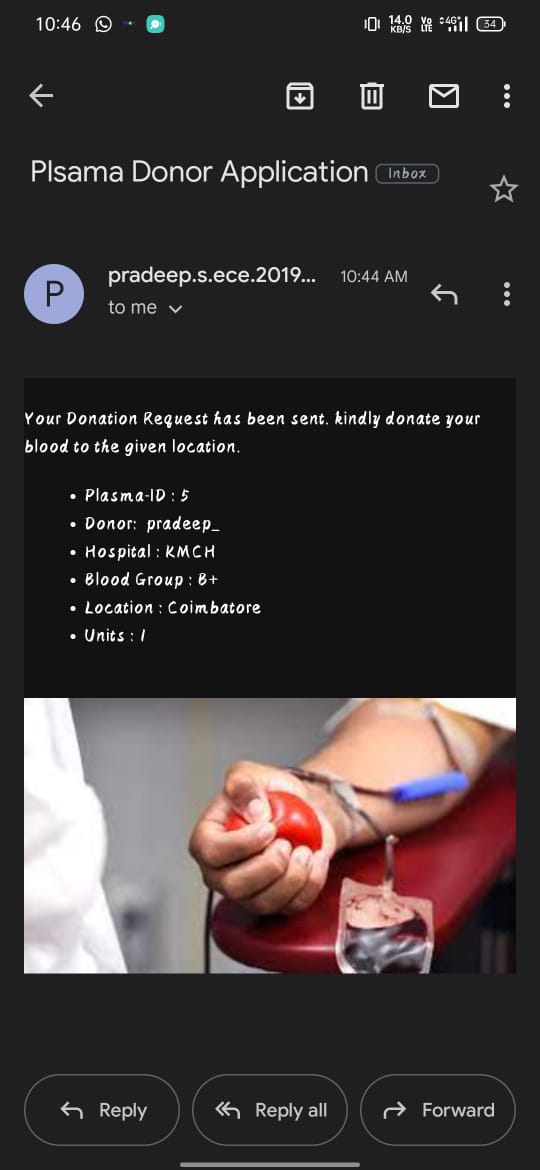 10:46 14.0 KB/S Vo LTE 4G+ 34
Plsama Donor Application Inbox
pradeep.s.ece.2019... 10:44 AM
to me
P
Your Donation Request has been sent. kindly donate your
blood to the given location.
• Plasma-ID : 5
• Donor: pradeep_
• Hospital : KMCH
• Blood Group : B+
• Location : Coimbatore
• Units : 1
Reply Reply all Forward